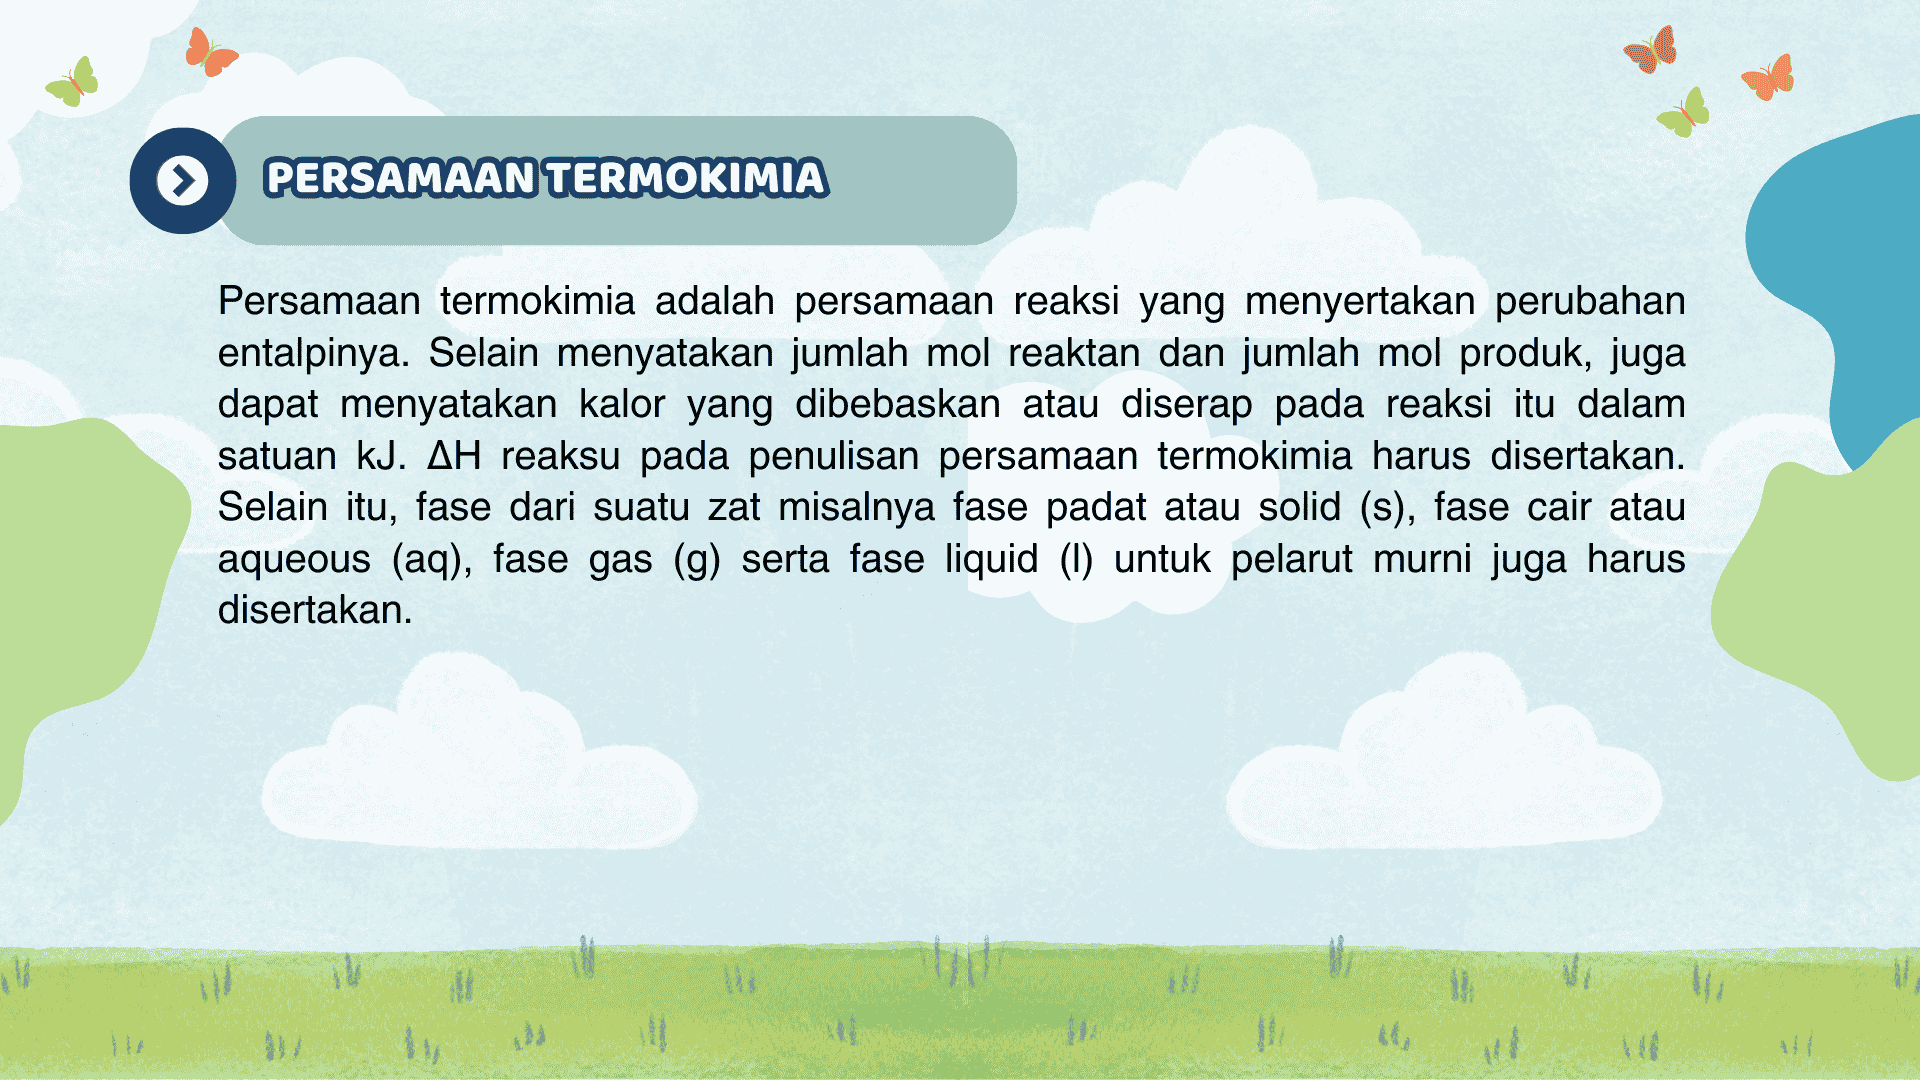 PERSAMAAN TERMOKIMIA
Persamaan termokimia adalah persamaan reaksi yang menyertakan perubahan
entalpinya. Selain menyatakan jumlah mol reaktan dan jumlah mol produk, juga
dapat menyatakan kalor yang dibebaskan atau diserap pada reaksi itu dalam
satuan kJ. ΔH reaksu pada penulisan persamaan termokimia harus disertakan.
Selain itu, fase dari suatu zat misalnya fase padat atau solid (s), fase cair atau
aqueous (aq), fase gas (g) serta fase liquid (l) untuk pelarut murni juga harus
disertakan.